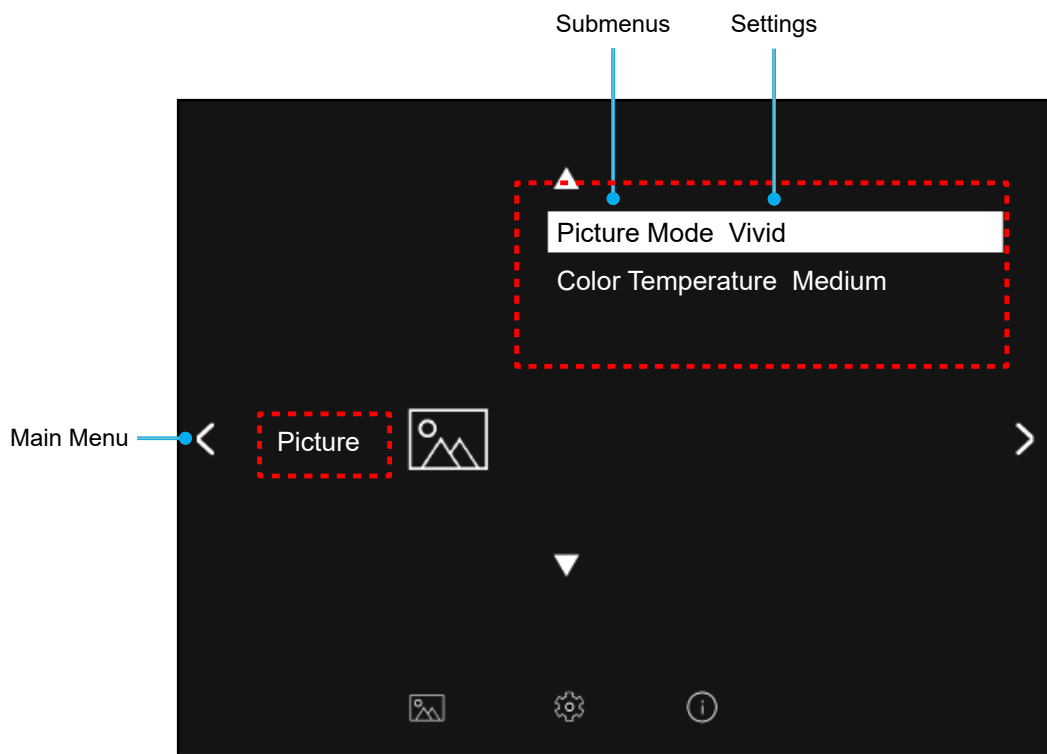 Submenus Settings
Picture Mode Vivid
Color Temperature Medium
Main Menu
Picture